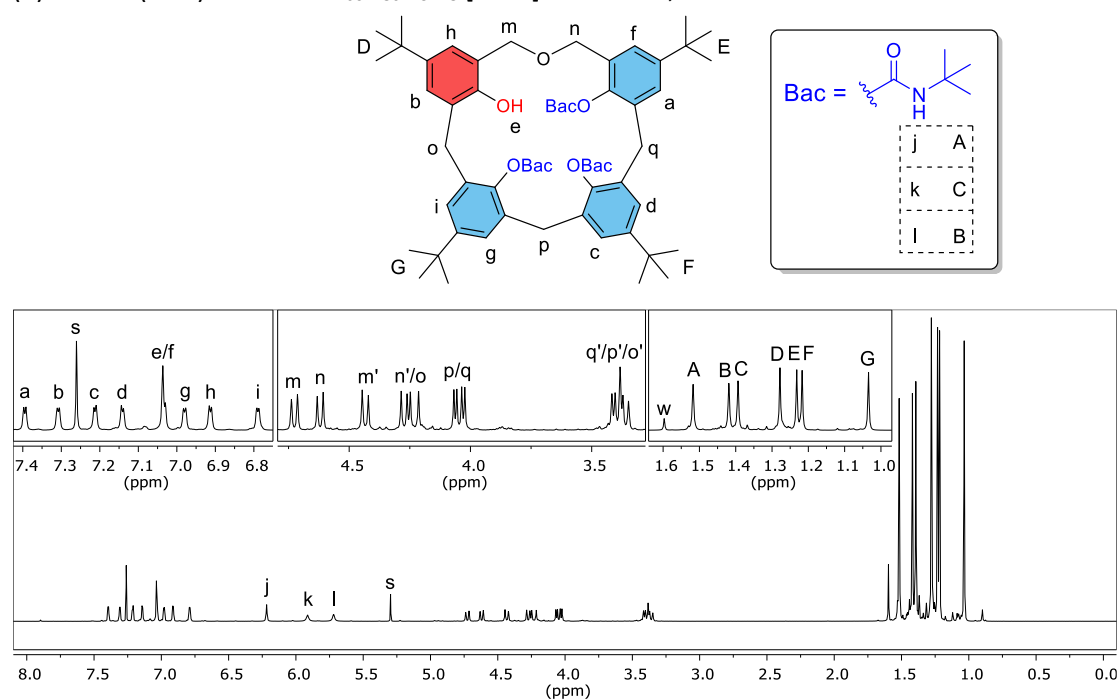 m n
D h f E
O
b OH BacO a
e
o q
OBac OBac
i d
g p c
G F
Bac =
O
N
H
j A
k C
l B
s
a b c d e/f g h i
7.4 7.3 7.2 7.1 7.0 6.9 6.8
(ppm)
m n m' n'/o p/q q'/p'/o'
4.5 4.0 3.5
(ppm)
w A B C D E F G
1.6 1.5 1.4 1.3 1.2 1.1 1.0
(ppm)
j k l s
8.0 7.5 7.0 6.5 6.0 5.5 5.0 4.5 4.0 3.5 3.0 2.5 2.0 1.5 1.0 0.5 0.0
(ppm)